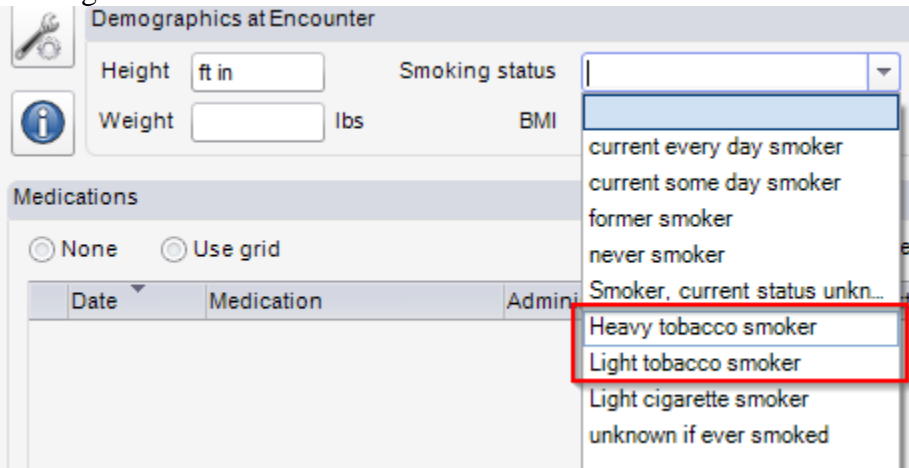 Demographics at Encounter
Height ft in Smoking status
Weight lbs BMI
current every day smoker
current some day smoker
Medications
former smoker
None Use grid never smoker
Date Medication Admini Smoker, current status unkn...
Heavy tobacco smoker
Light tobacco smoker
Light cigarette smoker
unknown if ever smoked